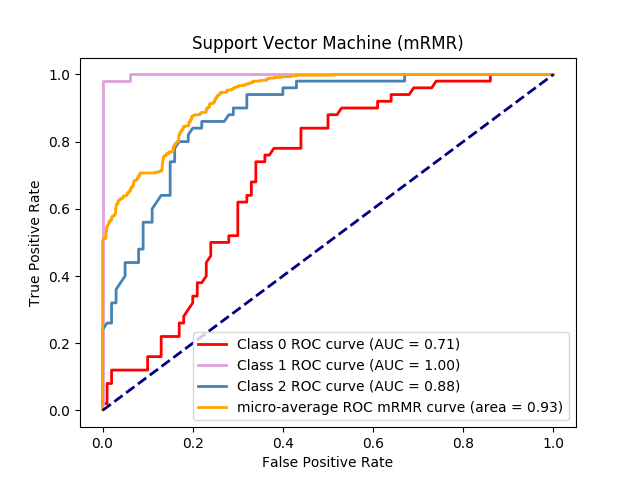 Support Vector Machine (mRMR)
True Positive Rate
1.0
0.8
0.6
0.4
0.2
0.0
Class 0 ROC curve (AUC = 0.71)
Class 1 ROC curve (AUC = 1.00)
Class 2 ROC curve (AUC = 0.88)
micro-average ROC mRMR curve (area = 0.93)
0.0 0.2 0.4 0.6 0.8 1.0
False Positive Rate